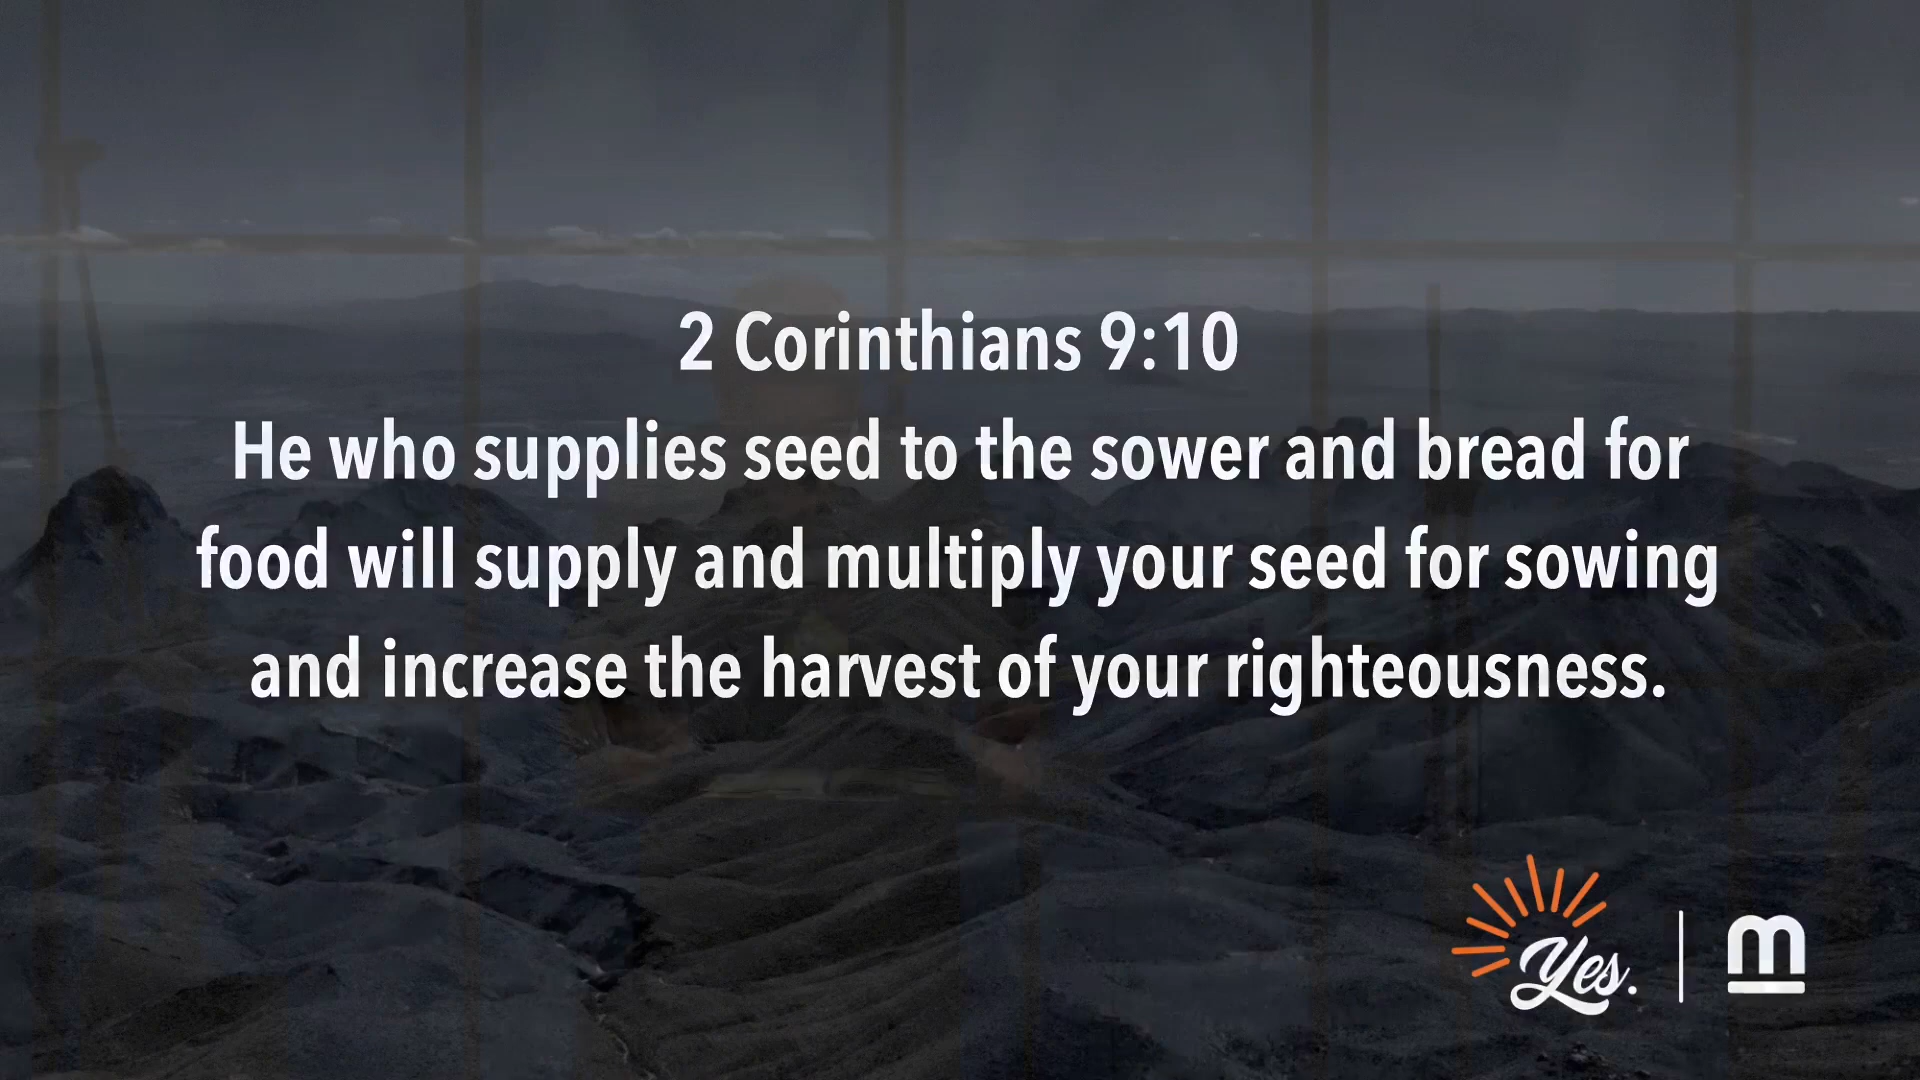 2 Corinthians 9:10
He who supplies seed to the sower and bread for
food will supply and multiply your seed for sowing
and increase the harvest of your righteousness.
Yes.
m